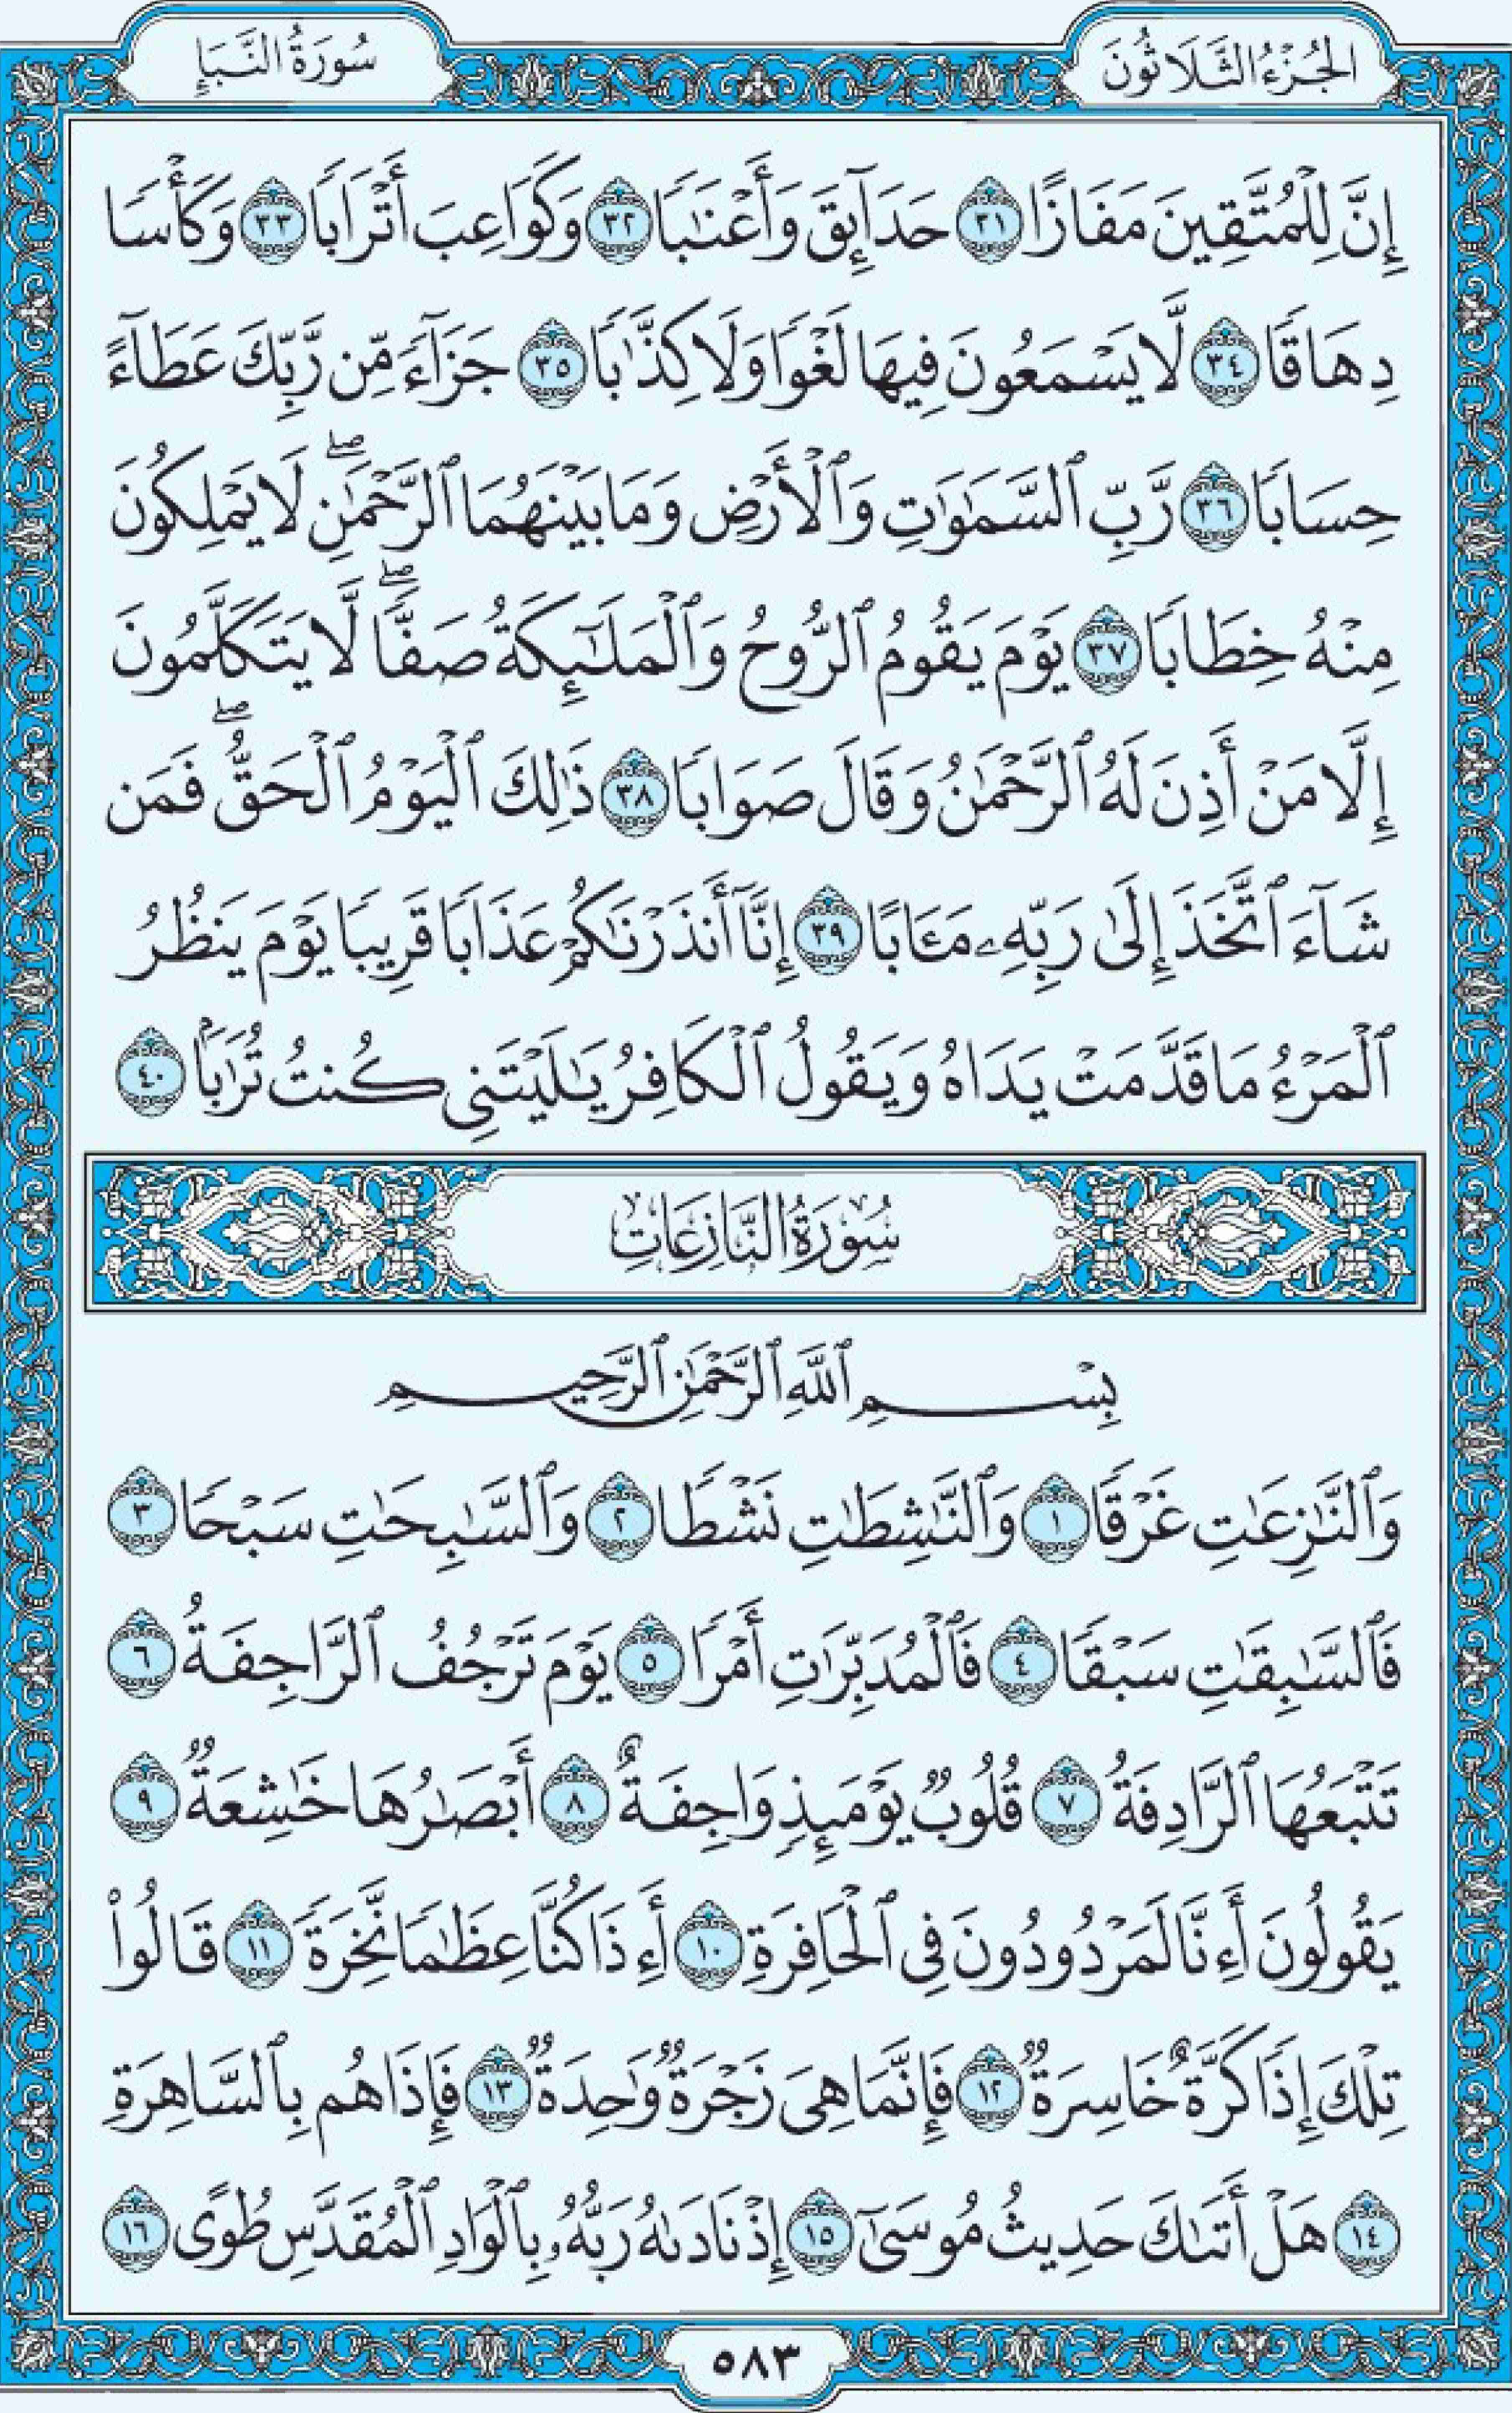 الجُزْءُ الثَّلَاثُونَ
سُورَةُ النَّبَإِ
إِنَّ لِلْمُتَّقِينَ مَفَازًا ٣١ حَدَآئِقَ وَأَعْنَٰبًا ٣٢ وَكَوَاعِبَ أَتْرَابًا ٣٣ وَكَأْسًا
دِهَاقًا ٣٤ لَّا يَسْمَعُونَ فِيهَا لَغْوًا وَلَا كِذَّٰبًا ٣٥ جَزَآءً مِّن رَّبِّكَ عَطَآءً
حِسَابًا ٣٦ رَّبِّ ٱلسَّمَٰوَٰتِ وَٱلْأَرْضِ وَمَا بَيْنَهُمَا ٱلرَّحْمَٰنِۖ لَا يَمْلِكُونَ
مِنْهُ خِطَابًا ٣٧ يَوْمَ يَقُومُ ٱلرُّوحُ وَٱلْمَلَٰٓئِكَةُ صَفًّاۖ لَّا يَتَكَلَّمُونَ
إِلَّا مَنْ أَذِنَ لَهُ ٱلرَّحْمَٰنُ وَقَالَ صَوَابًا ٣٨ ذَٰلِكَ ٱلْيَوْمُ ٱلْحَقُّۖ فَمَن
شَآءَ ٱتَّخَذَ إِلَىٰ رَبِّهِۦ مَـَٔابًا ٣٩ إِنَّآ أَنذَرْنَٰكُمْ عَذَابًا قَرِيبًا يَوْمَ يَنظُرُ
ٱلْمَرْءُ مَا قَدَّمَتْ يَدَاهُ وَيَقُولُ ٱلْكَافِرُ يَٰلَيْتَنِى كُنتُ تُرَٰبًۢا ٤٠
سُورَةُ النَّازِعَاتِ
بِسْمِ ٱللَّهِ ٱلرَّحْمَٰنِ ٱلرَّحِيمِ
وَٱلنَّٰزِعَٰتِ غَرْقًا ١ وَٱلنَّٰشِطَٰتِ نَشْطًا ٢ وَٱلسَّٰبِحَٰتِ سَبْحًا ٣
فَٱلسَّٰبِقَٰتِ سَبْقًا ٤ فَٱلْمُدَبِّرَٰتِ أَمْرًا ٥ يَوْمَ تَرْجُفُ ٱلرَّاجِفَةُ ٦
تَتْبَعُهَا ٱلرَّادِفَةُ ٧ قُلُوبٌ يَوْمَئِذٍ وَاجِفَةٌ ٨ أَبْصَٰرُهَا خَٰشِعَةٌ ٩
يَقُولُونَ أَءِنَّا لَمَرْدُودُونَ فِى ٱلْحَافِرَةِ ١٠ أَءِذَا كُنَّا عِظَٰمًا نَّخِرَةً ١١ قَالُوا۟
تِلْكَ إِذًا كَرَّةٌ خَاسِرَةٌ ١٢ فَإِنَّمَا هِىَ زَجْرَةٌ وَٰحِدَةٌ ١٣ فَإِذَا هُم بِٱلسَّاهِرَةِ
١٤ هَلْ أَتَىٰكَ حَدِيثُ مُوسَىٰٓ ١٥ إِذْ نَادَىٰهُ رَبُّهُۥ بِٱلْوَادِ ٱلْمُقَدَّسِ طُوًى ١٦
٥٨٣